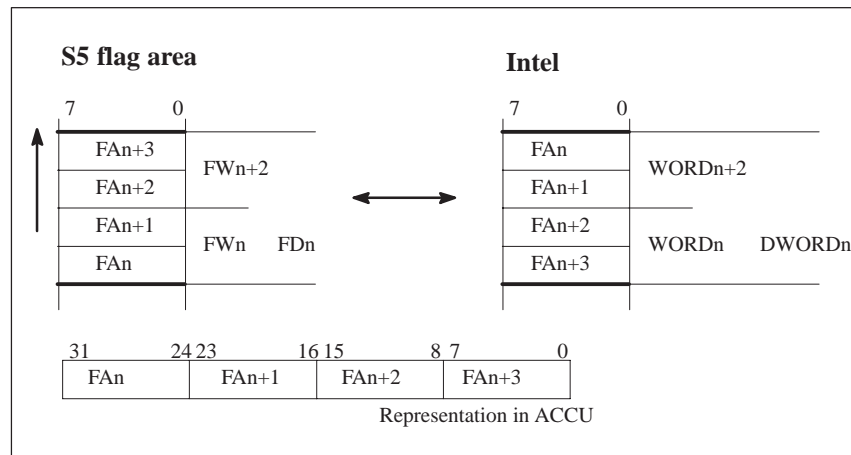 S5 flag area
Intel
7 0
7 0
FAn+3
FWn+2
FAn
WORDn+2
FAn+2
FAn+1
FAn+1
FWn FDn
FAn+2
WORDn DWORDn
FAn
FAn+3
31 24 23 16 15 8 7 0
FAn FAn+1 FAn+2 FAn+3
Representation in ACCU